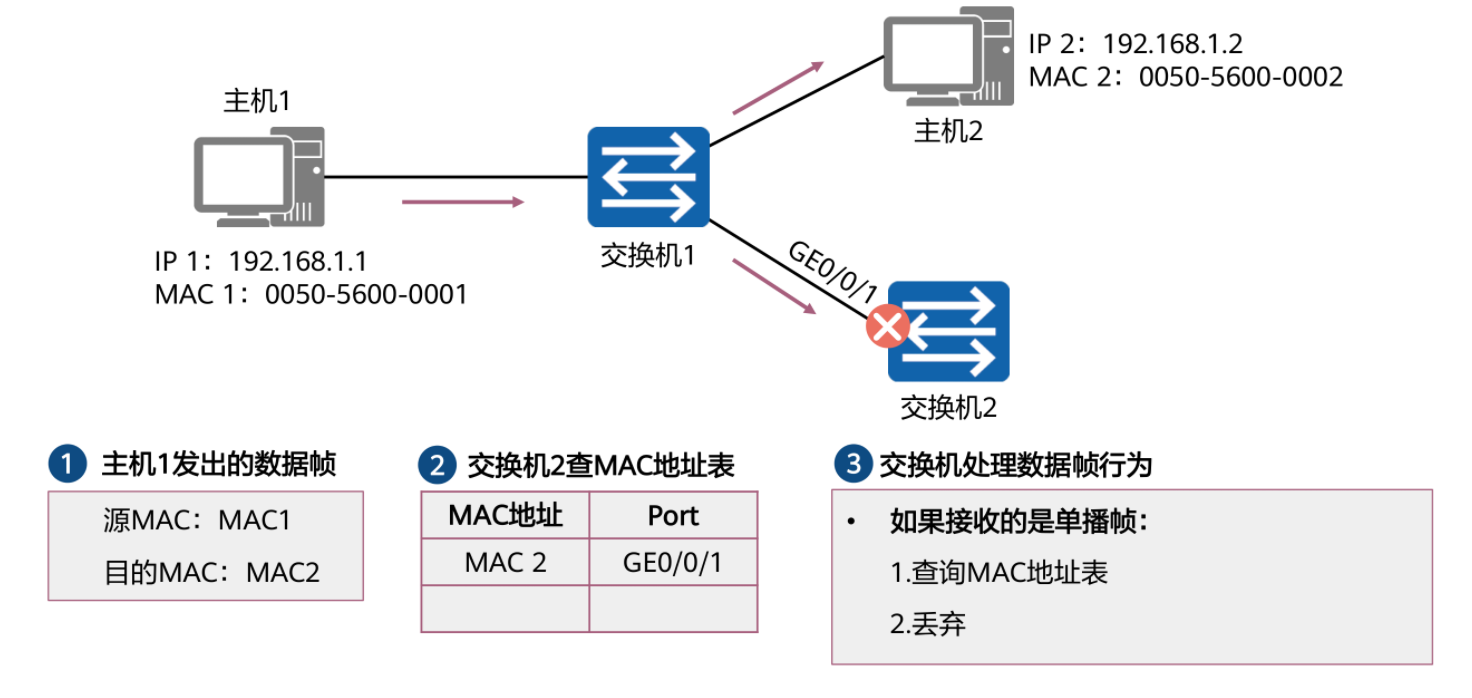 IP 2：192.168.1.2
MAC 2：0050-5600-0002
主机1
主机2
交换机1
IP 1：192.168.1.1
MAC 1：0050-5600-0001
GE0/0/1
交换机2
1 主机1发出的数据帧
源MAC：MAC1
目的MAC：MAC2
2 交换机2查MAC地址表
MAC地址 Port
MAC 2 GE0/0/1
3 交换机处理数据帧行为
• 如果接收的是单播帧：
1.查询MAC地址表
2.丢弃